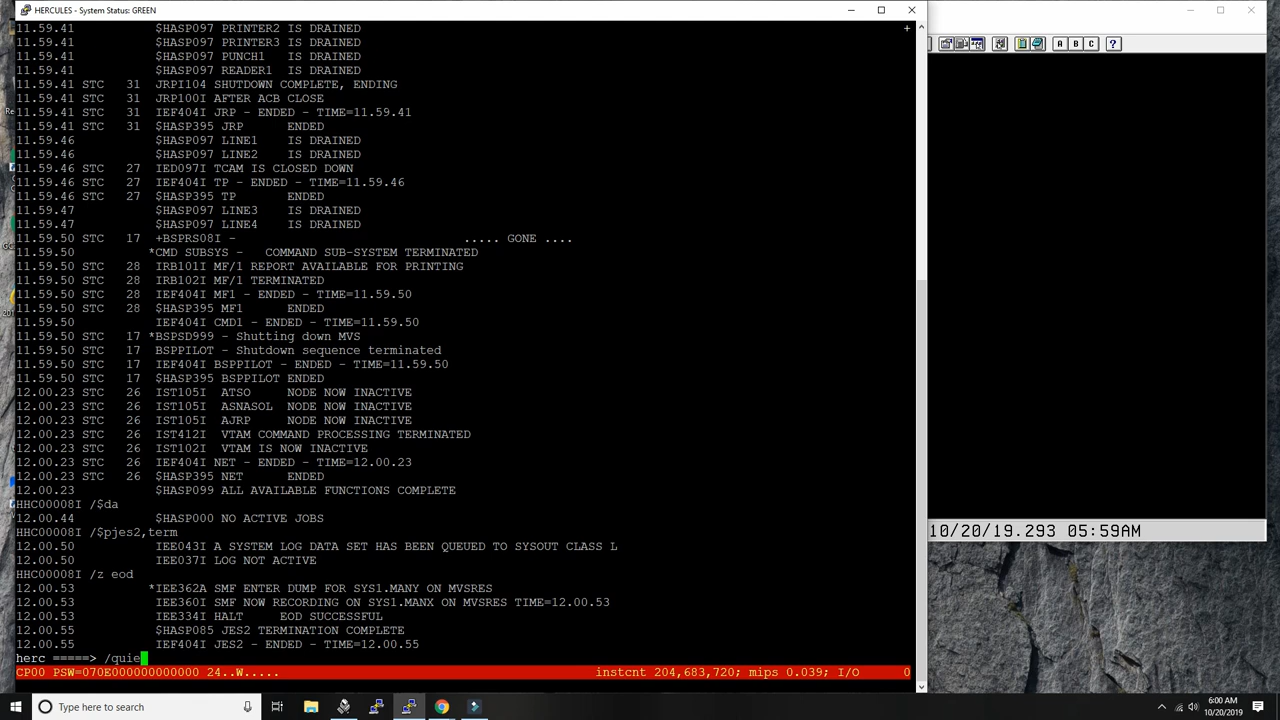 HERCULES - System Status: GREEN
11.59.41 $HASP097 PRINTER2 IS DRAINED
11.59.41 $HASP097 PRINTER3 IS DRAINED
11.59.41 $HASP097 PUNCH1 IS DRAINED
11.59.41 $HASP097 READER1 IS DRAINED
11.59.41 STC 31 JRPI104 SHUTDOWN COMPLETE, ENDING
11.59.41 STC 31 JRP100I AFTER ACB CLOSE
11.59.41 STC 31 IEF404I JRP - ENDED - TIME=11.59.41
11.59.41 STC 31 $HASP395 JRP ENDED
11.59.46 $HASP097 LINE1 IS DRAINED
11.59.46 $HASP097 LINE2 IS DRAINED
11.59.46 STC 27 IED097I TCAM IS CLOSED DOWN
11.59.46 STC 27 IEF404I TP - ENDED - TIME=11.59.46
11.59.46 STC 27 $HASP395 TP ENDED
11.59.47 $HASP097 LINE3 IS DRAINED
11.59.47 $HASP097 LINE4 IS DRAINED
11.59.50 STC 17 +BSPRS08I - ..... GONE ....
11.59.50 *CMD SUBSYS - COMMAND SUB-SYSTEM TERMINATED
11.59.50 STC 28 IRB101I MF/1 REPORT AVAILABLE FOR PRINTING
11.59.50 STC 28 IRB102I MF/1 TERMINATED
11.59.50 STC 28 IEF404I MF1 - ENDED - TIME=11.59.50
11.59.50 STC 28 $HASP395 MF1 ENDED
11.59.50 IEF404I CMD1 - ENDED - TIME=11.59.50
11.59.50 STC 17 *BSPSD999 - Shutting down MVS
11.59.50 STC 17 BSPPILOT - Shutdown sequence terminated
11.59.50 STC 17 IEF404I BSPPILOT - ENDED - TIME=11.59.50
11.59.50 STC 17 $HASP395 BSPPILOT ENDED
12.00.23 STC 26 IST105I ATSO NODE NOW INACTIVE
12.00.23 STC 26 IST105I ASNASOL NODE NOW INACTIVE
12.00.23 STC 26 IST105I AJRP NODE NOW INACTIVE
12.00.23 STC 26 IST412I VTAM COMMAND PROCESSING TERMINATED
12.00.23 STC 26 IST102I VTAM IS NOW INACTIVE
12.00.23 STC 26 IEF404I NET - ENDED - TIME=12.00.23
12.00.23 STC 26 $HASP395 NET ENDED
12.00.23 $HASP099 ALL AVAILABLE FUNCTIONS COMPLETE
HHC00008I /$da
12.00.44 $HASP000 NO ACTIVE JOBS
HHC00008I /$pjes2,term
12.00.50 IEE043I A SYSTEM LOG DATA SET HAS BEEN QUEUED TO SYSOUT CLASS L
12.00.50 IEE037I LOG NOT ACTIVE
HHC00008I /z eod
12.00.53 *IEE362A SMF ENTER DUMP FOR SYS1.MANY ON MVSRES
12.00.53 IEE360I SMF NOW RECORDING ON SYS1.MANX ON MVSRES TIME=12.00.53
12.00.53 IEE334I HALT EOD SUCCESSFUL
12.00.55 $HASP085 JES2 TERMINATION COMPLETE
12.00.55 IEF404I JES2 - ENDED - TIME=12.00.55
herc =====> /quie
CP00 PSW=070E000000000000 24..W..... instcnt 204,683,720; mips 0.039; I/O 0
A B C ?
10/20/19.293 05:59AM
Type here to search
6:00 AM
10/20/2019